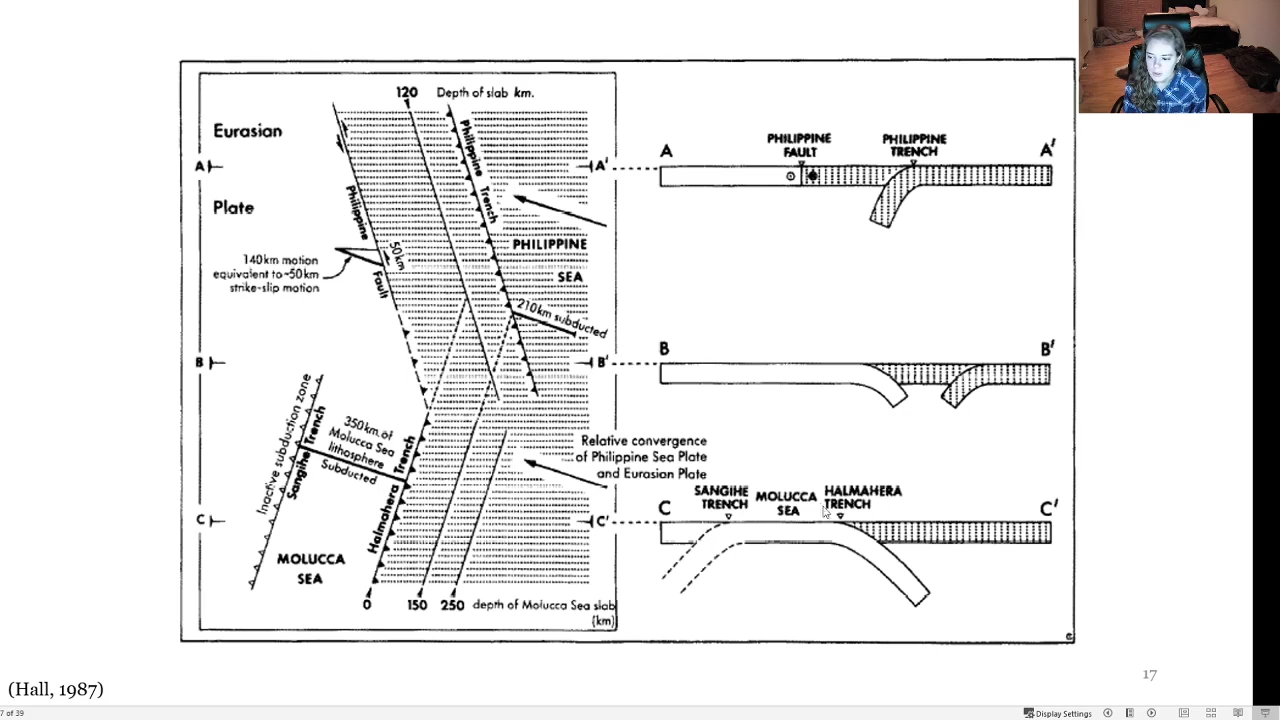 120 Depth of slab km.
Eurasian
Plate
A
A'
Philippine Trench
Philippine Fault
50km
140km motion
equivalent to ~50km
strike-slip motion
PHILIPPINE
SEA
210km subducted
B
B'
Inactive subduction zone
Sangihe Trench
350km of
Molucca Sea
lithosphere
Subducted
Halmahera Trench
Relative convergence
of Philippine Sea Plate
and Eurasian Plate
C
C'
MOLUCCA
SEA
0 150 250 depth of Molucca Sea slab
(km)
A
PHILIPPINE
FAULT
PHILIPPINE
TRENCH
A'
B
B'
C
SANGIHE
TRENCH
MOLUCCA
SEA
HALMAHERA
TRENCH
C'
e
17
(Hall, 1987)
7 of 39
Display Settings